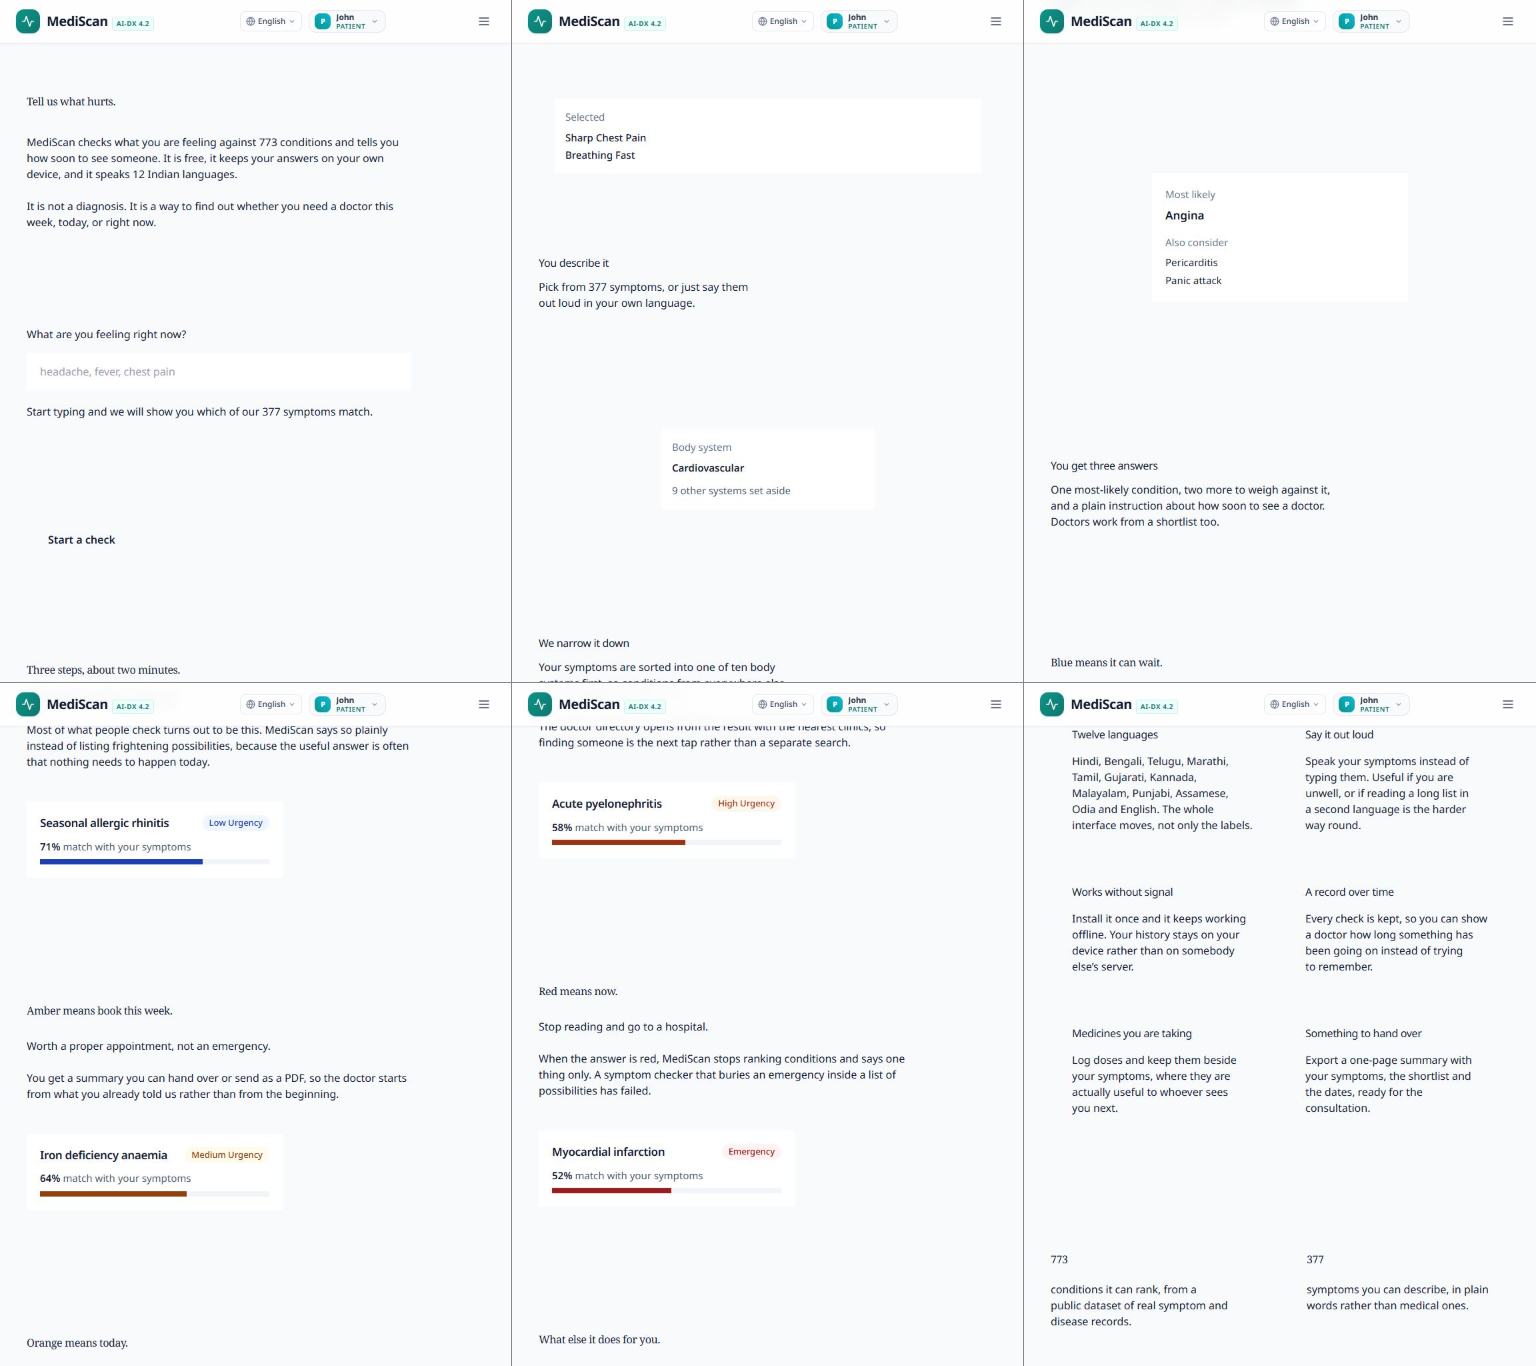 MediScan AI-DX 4.2
English
John
PATIENT
Tell us what hurts.
MediScan checks what you are feeling against 773 conditions and tells you
how soon to see someone. It is free, it keeps your answers on your own
device, and it speaks 12 Indian languages.
It is not a diagnosis. It is a way to find out whether you need a doctor this
week, today, or right now.
What are you feeling right now?
headache, fever, chest pain
Start typing and we will show you which of our 377 symptoms match.
Start a check
Three steps, about two minutes.
MediScan AI-DX 4.2
English
P
John
PATIENT
Selected
Sharp Chest Pain
Breathing Fast
You describe it
Pick from 377 symptoms, or just say them
out loud in your own language.
Body system
Cardiovascular
9 other systems set aside
We narrow it down
Your symptoms are sorted into one of ten body
systems first, so conditions from everywhere else
MediScan AI-DX 4.2
English
P
John
PATIENT
Most likely
Angina
Also consider
Pericarditis
Panic attack
You get three answers
One most-likely condition, two more to weigh against it,
and a plain instruction about how soon to see a doctor.
Doctors work from a shortlist too.
Blue means it can wait.
MediScan AI-DX 4.2
English
P
John
PATIENT
Most of what people check turns out to be this. MediScan says so plainly
instead of listing frightening possibilities, because the useful answer is often
that nothing needs to happen today.
Seasonal allergic rhinitis Low Urgency
71% match with your symptoms
Amber means book this week.
Worth a proper appointment, not an emergency.
You get a summary you can hand over or send as a PDF, so the doctor starts
from what you already told us rather than from the beginning.
Iron deficiency anaemia Medium Urgency
64% match with your symptoms
Orange means today.
MediScan AI-DX 4.2
English
P
John
PATIENT
The doctor directory opens from the result with the nearest clinics, so
finding someone is the next tap rather than a separate search.
Acute pyelonephritis High Urgency
58% match with your symptoms
Red means now.
Stop reading and go to a hospital.
When the answer is red, MediScan stops ranking conditions and says one
thing only. A symptom checker that buries an emergency inside a list of
possibilities has failed.
Myocardial infarction Emergency
52% match with your symptoms
What else it does for you.
MediScan AI-DX 4.2
English
P
John
PATIENT
Twelve languages
Hindi, Bengali, Telugu, Marathi,
Tamil, Gujarati, Kannada,
Malayalam, Punjabi, Assamese,
Odia and English. The whole
interface moves, not only the labels.
Say it out loud
Speak your symptoms instead of
typing them. Useful if you are
unwell, or if reading a long list in
a second language is the harder
way round.
Works without signal
Install it once and it keeps working
offline. Your history stays on your
device rather than on somebody
else's server.
A record over time
Every check is kept, so you can show
a doctor how long something has
been going on instead of trying
to remember.
Medicines you are taking
Log doses and keep them beside
your symptoms, where they are
actually useful to whoever sees
you next.
Something to hand over
Export a one-page summary with
your symptoms, the shortlist and
the dates, ready for the
consultation.
773
conditions it can rank, from a
public dataset of real symptom and
disease records.
377
symptoms you can describe, in plain
words rather than medical ones.